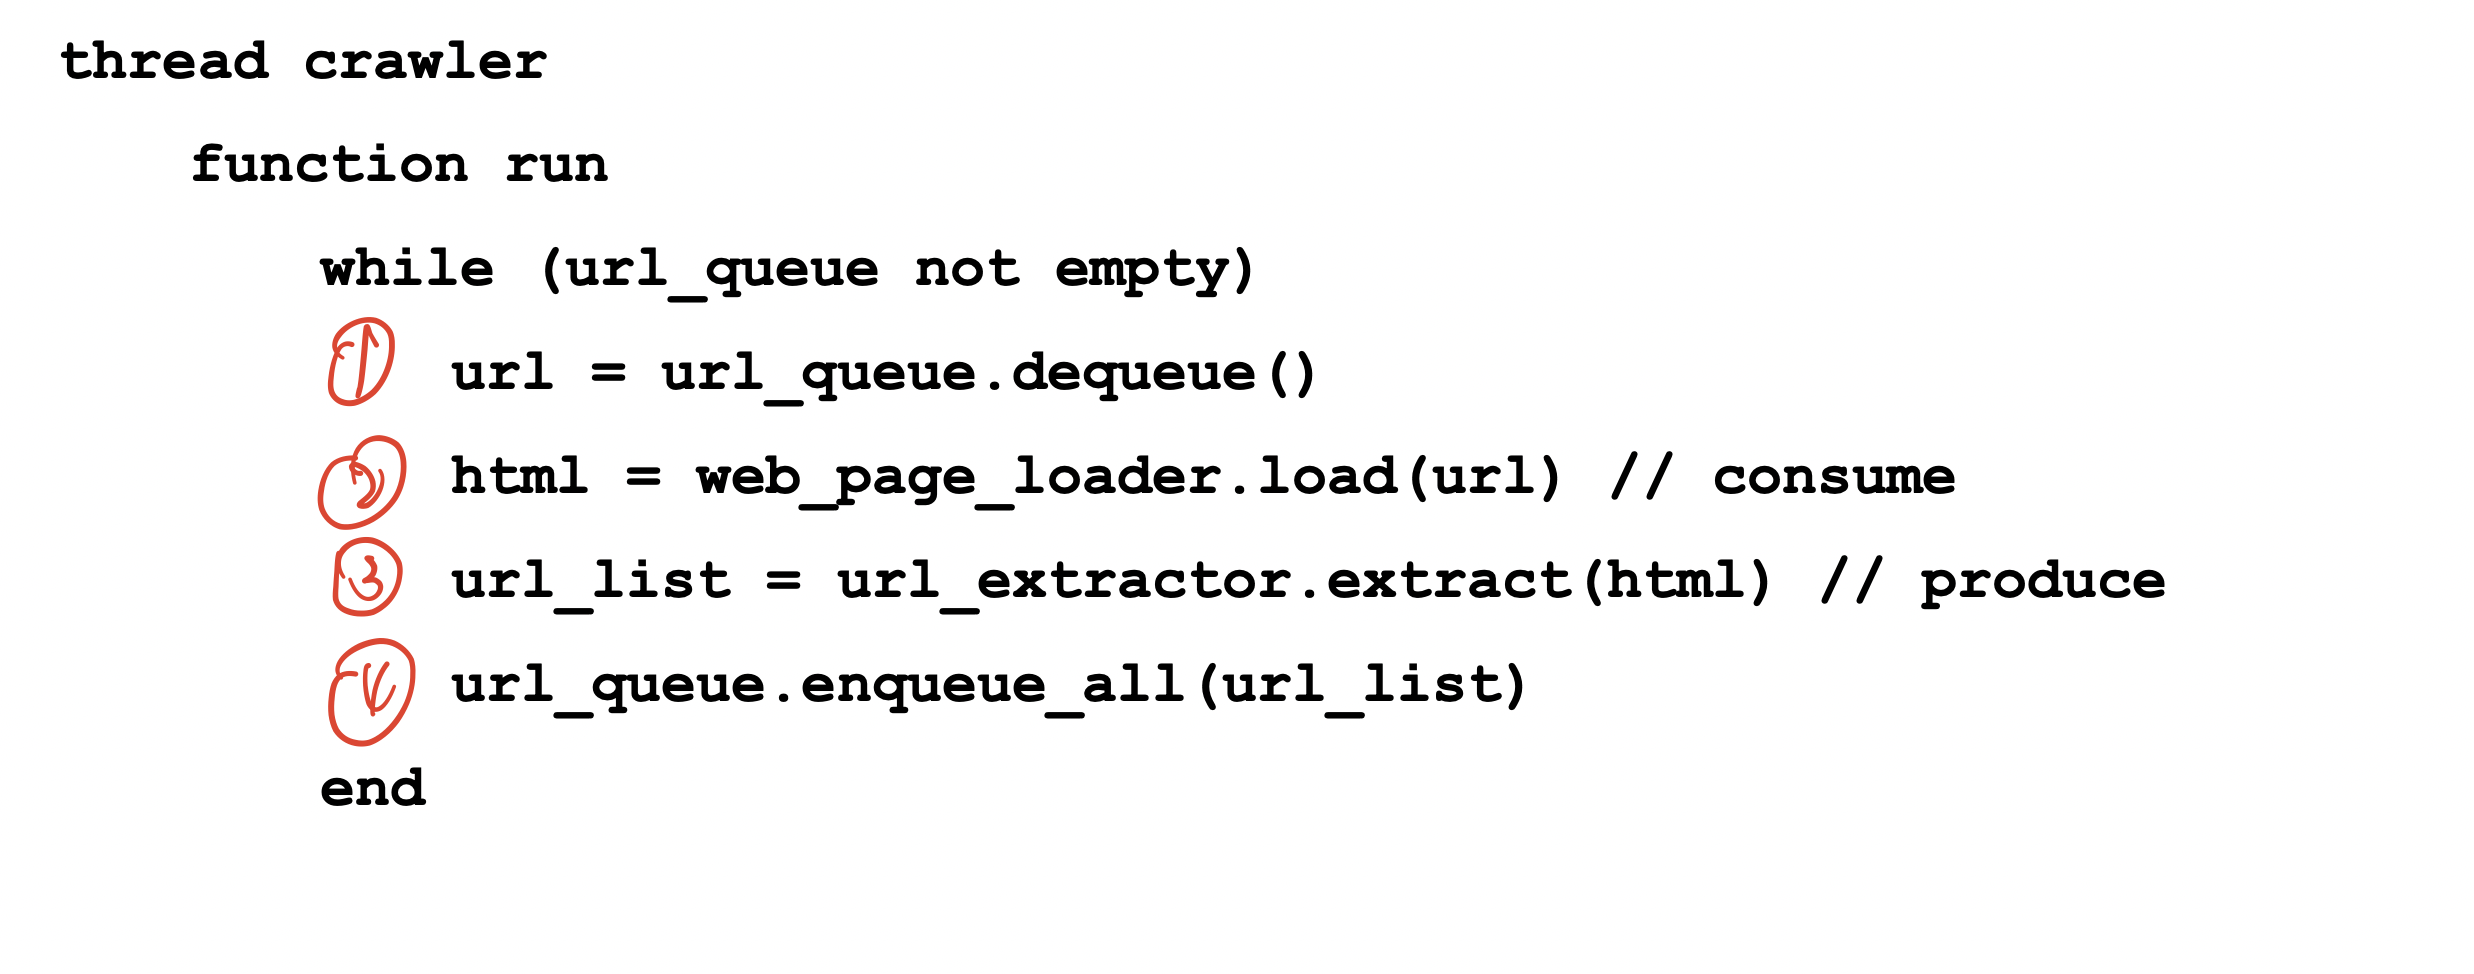 thread crawler
function run
while (url_queue not empty)
1 url = url_queue.dequeue()
2 html = web_page_loader.load(url) // consume
3 url_list = url_extractor.extract(html) // produce
4 url_queue.enqueue_all(url_list)
end